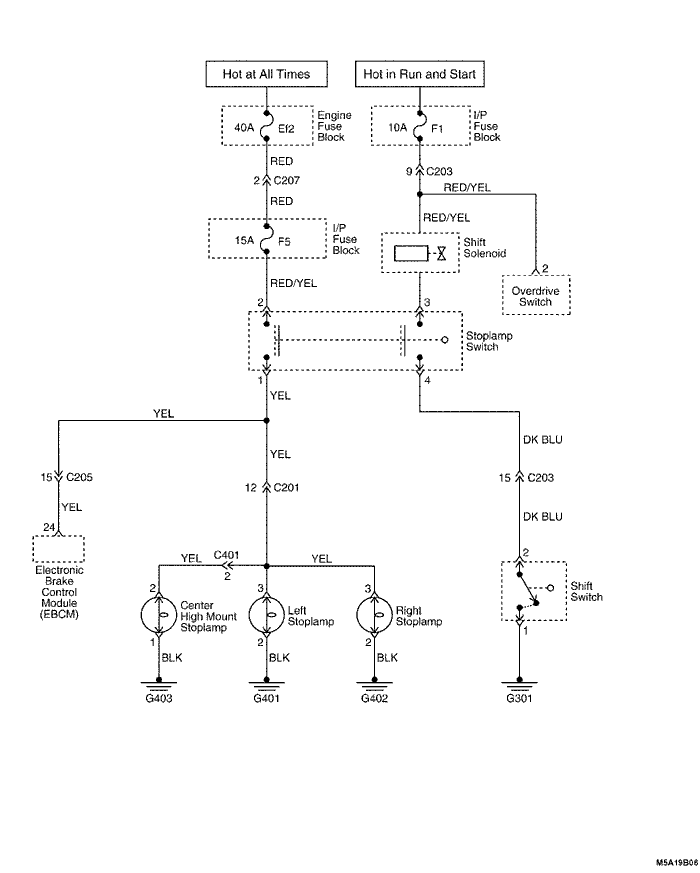 Hot at All Times
Hot in Run and Start
40A
Ef2
Engine
Fuse
Block
10A
F1
I/P
Fuse
Block
RED
2
C207
RED
9
C203
RED/YEL
RED/YEL
15A
F5
I/P
Fuse
Block
Shift
Solenoid
2
Overdrive
Switch
RED/YEL
2
3
Stoplamp
Switch
1
4
YEL
YEL
YEL
DK BLU
15
C205
12
C201
15
C203
YEL
DK BLU
24
Electronic
Brake
Control
Module
(EBCM)
YEL
C401
2
YEL
2
Shift
Switch
1
2
Center
High Mount
Stoplamp
1
3
Left
Stoplamp
2
3
Right
Stoplamp
2
BLK
BLK
BLK
G403
G401
G402
G301
M5A19B06